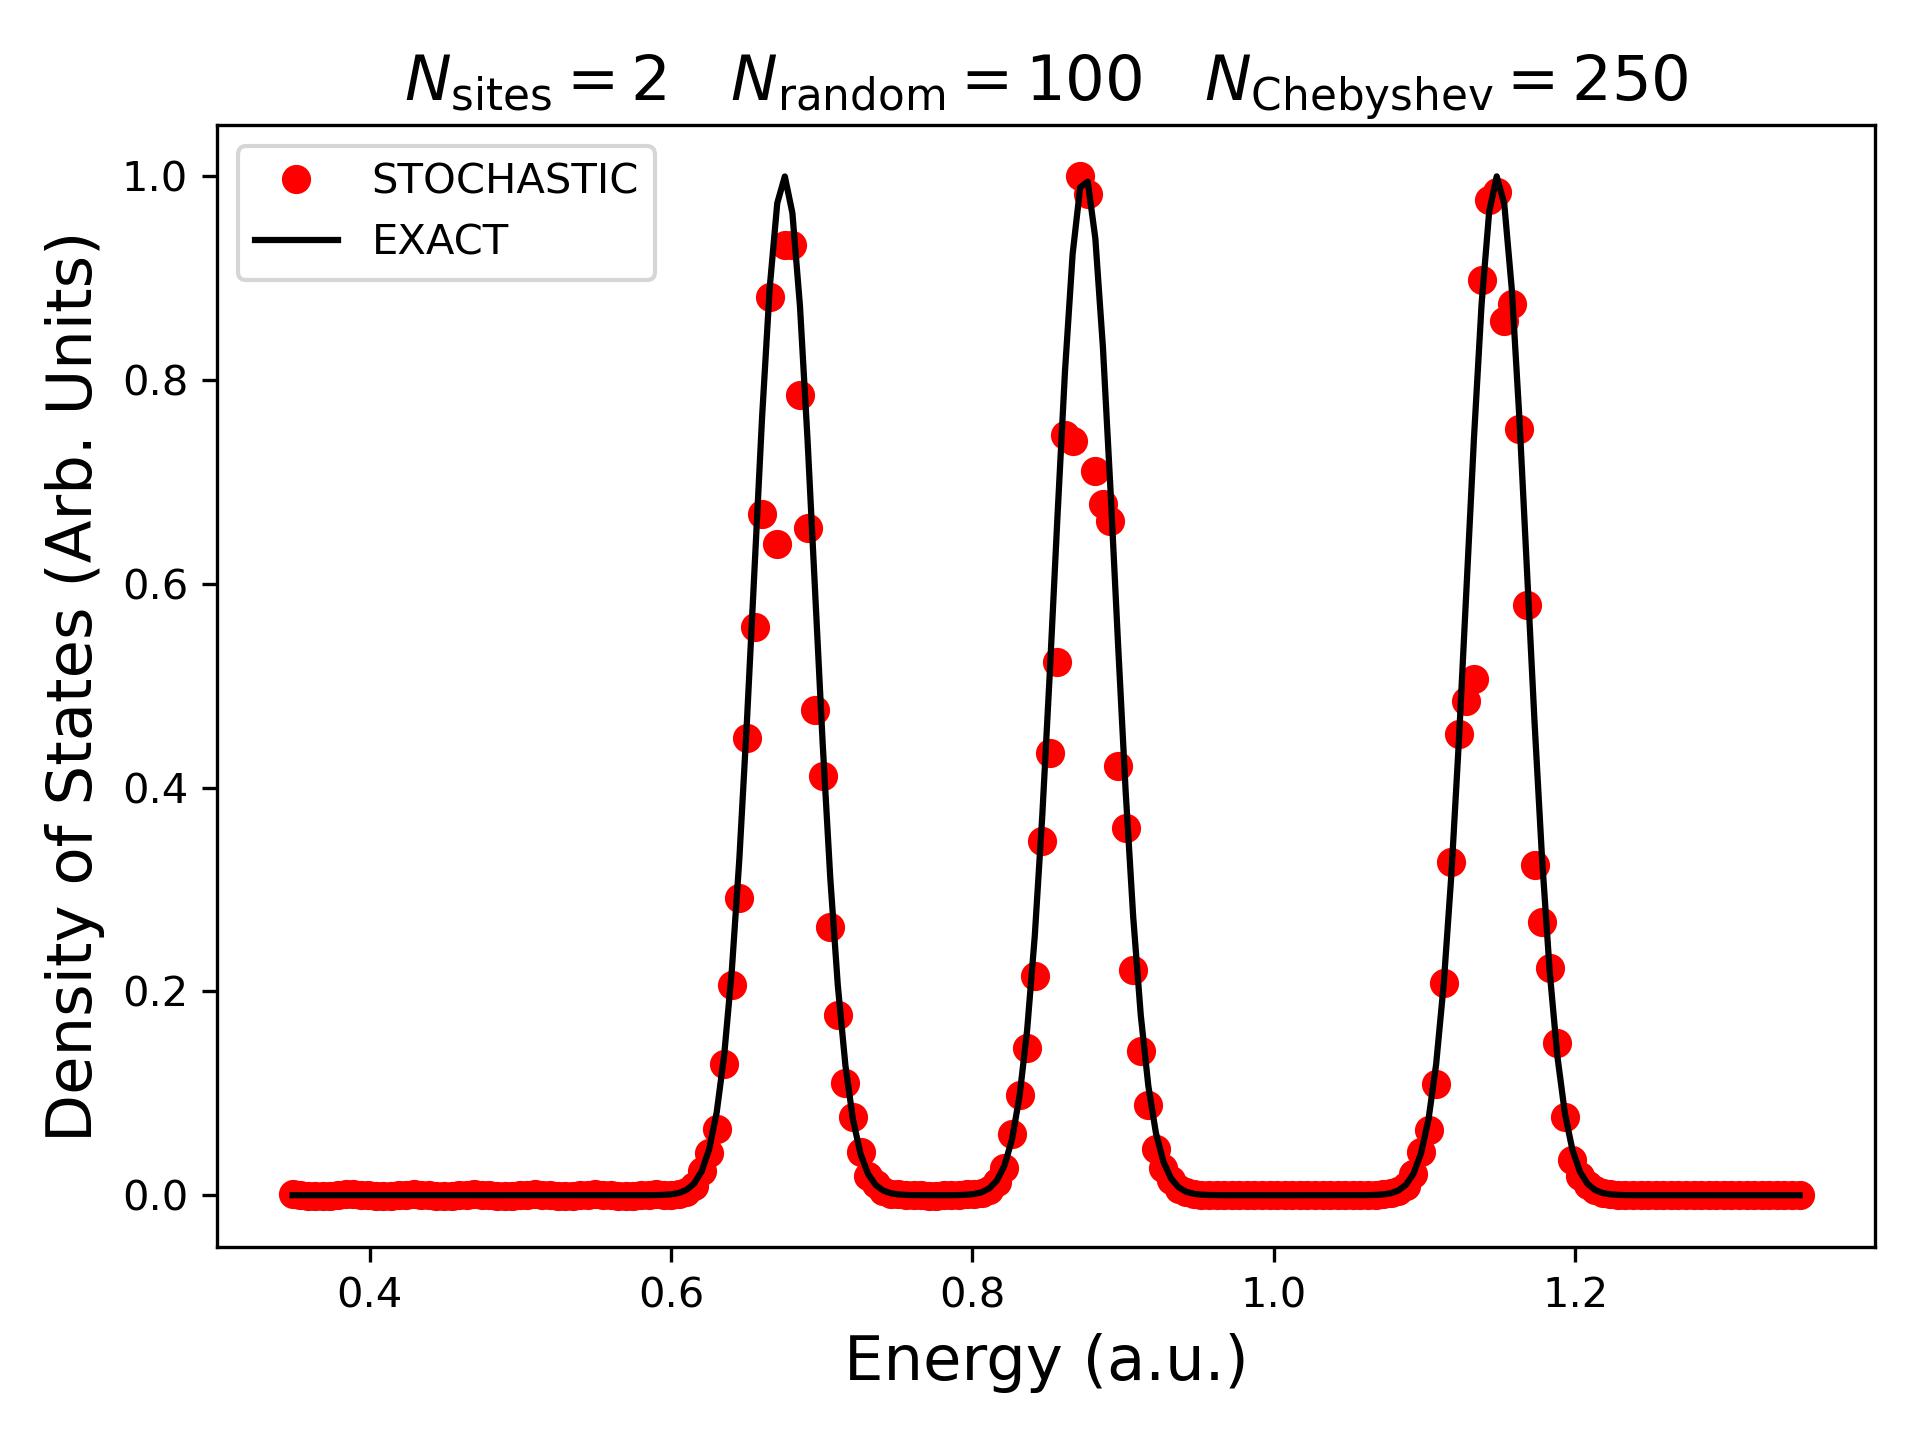 N_sites = 2 N_random = 100 N_Chebyshev = 250
STOCHASTIC
EXACT
Density of States (Arb. Units)
1.0
0.8
0.6
0.4
0.2
0.0
0.4 0.6 0.8 1.0 1.2
Energy (a.u.)